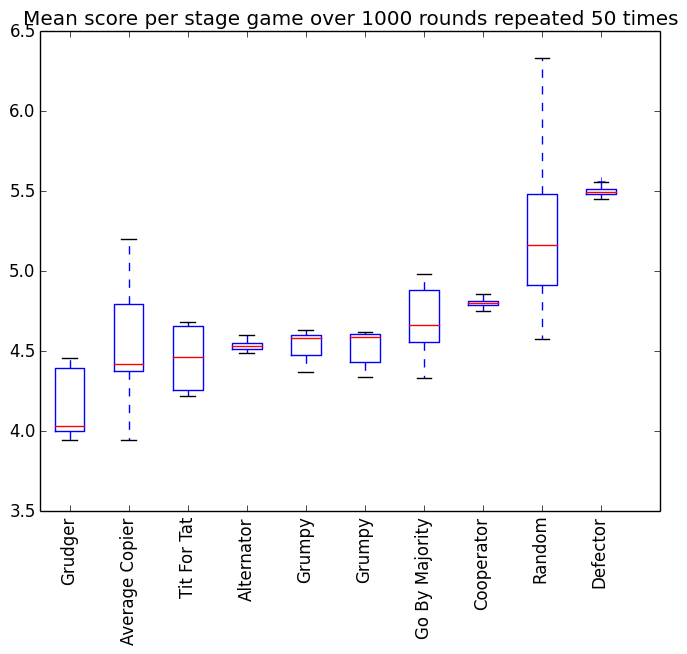 Mean score per stage game over 1000 rounds repeated 50 times
6.5
6.0
5.5
5.0
4.5
4.0
3.5
Grudger
Average Copier
Tit For Tat
Alternator
Grumpy
Grumpy
Go By Majority
Cooperator
Random
Defector